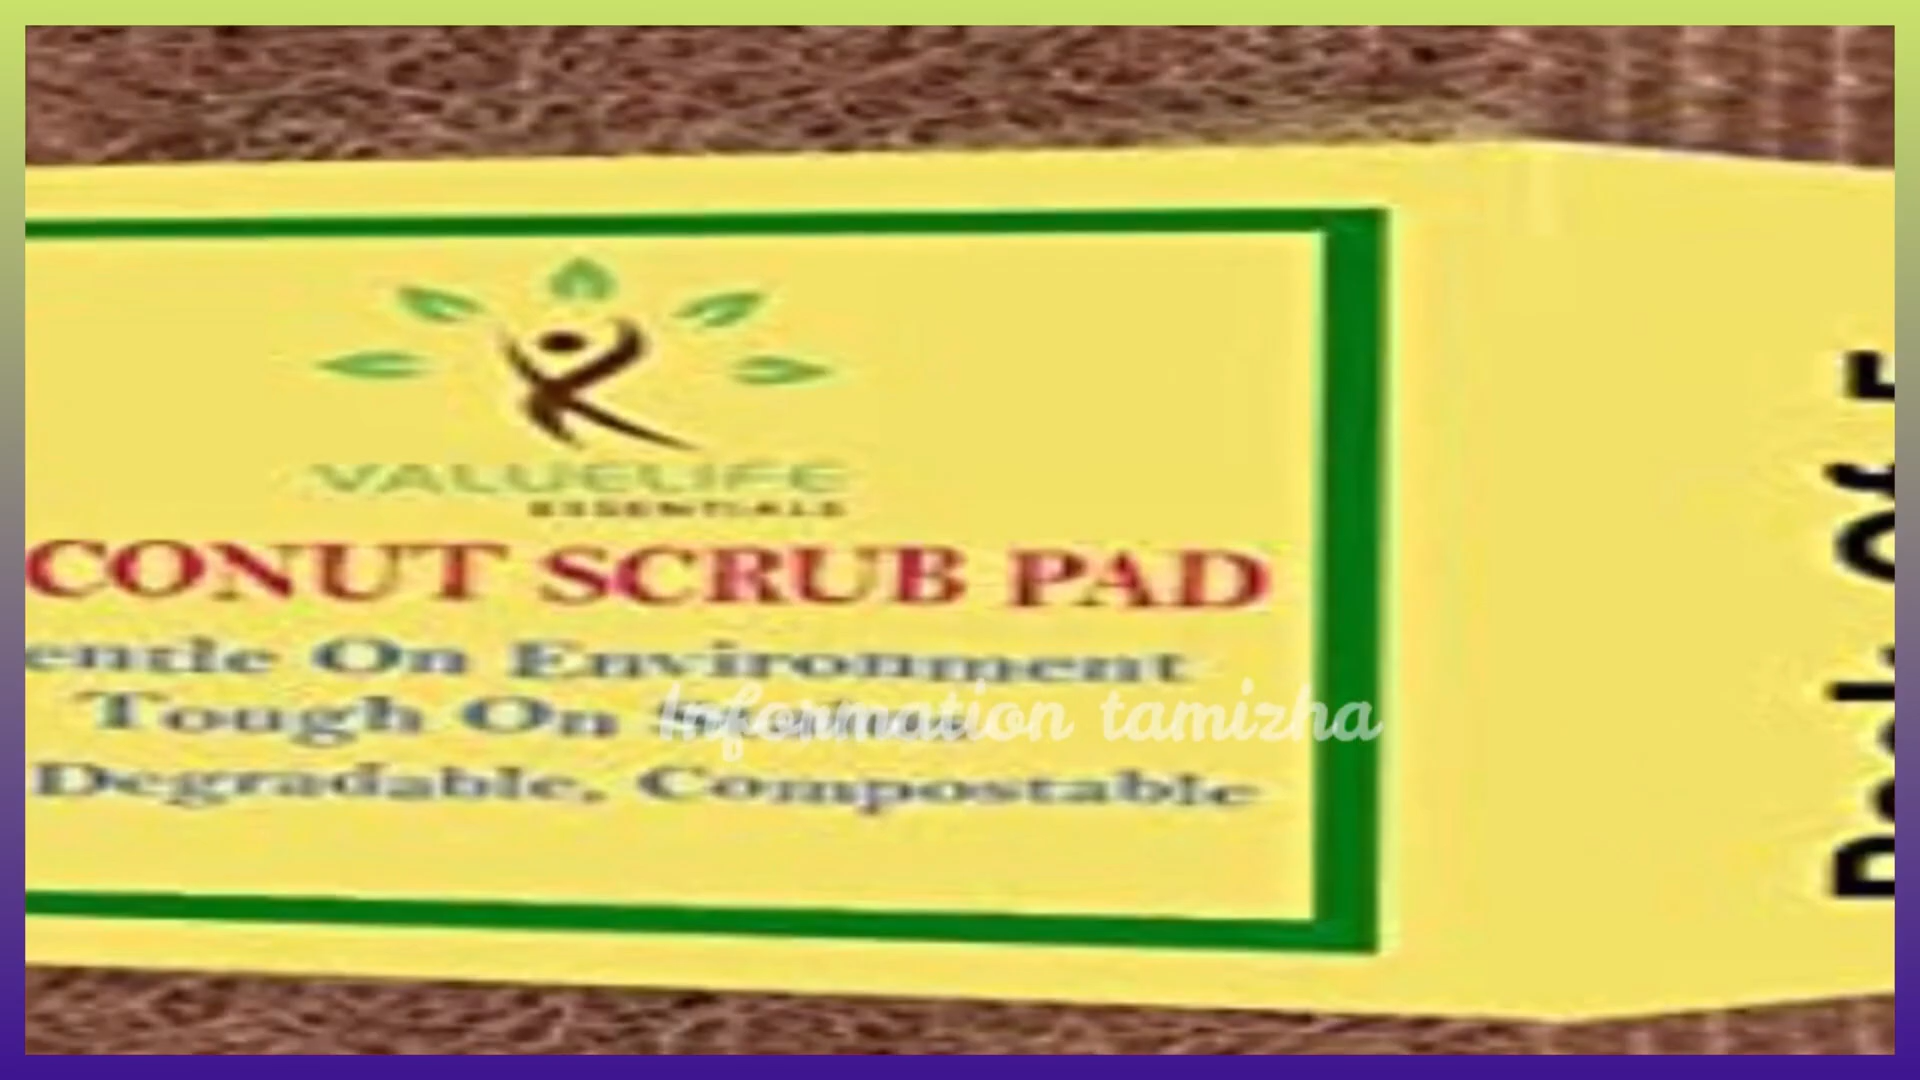 VALUELIFE
ESSENTIALS
CONUT SCRUB PAD
entle On Environment
Tough On
Information tamizha
Degradable, Compostable
Pack Of 5